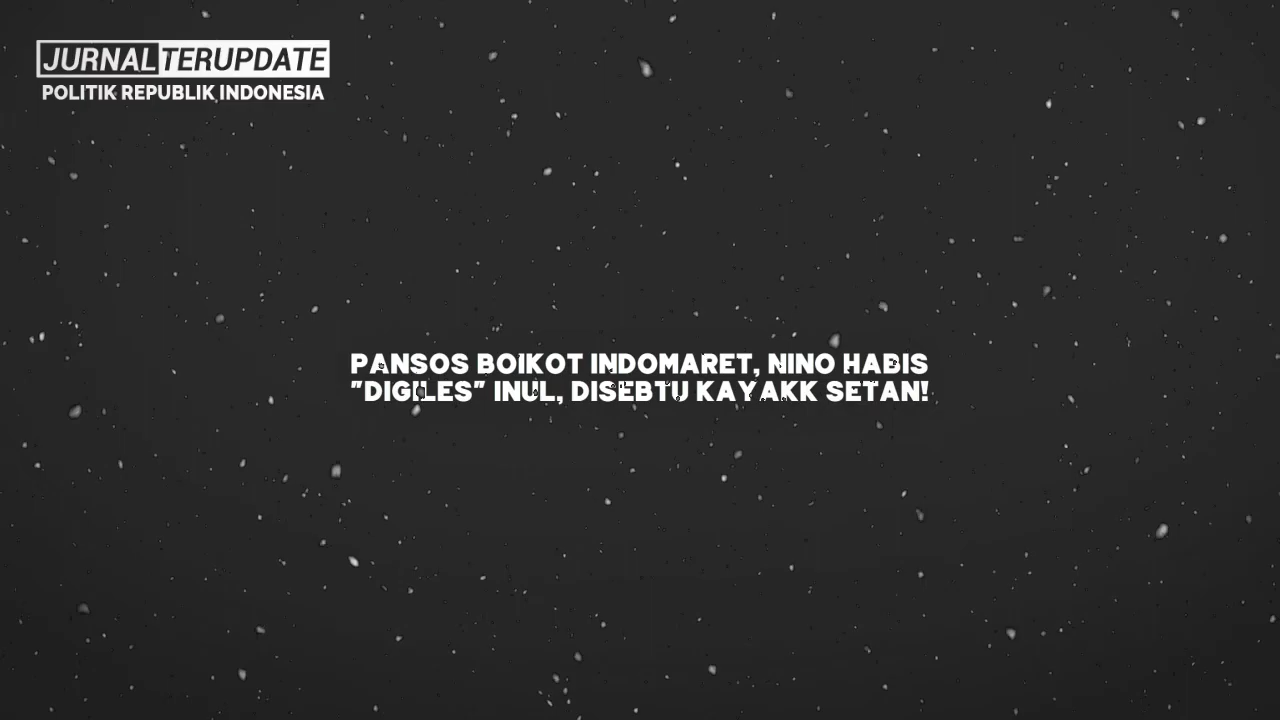 JURNALTERUPDATE
POLITIK REPUBLIK INDONESIA
PANSOS BOIKOT INDOMARET, NINO HABIS
"DIGILES" INUL, DISEBTU KAYAKK SETAN!